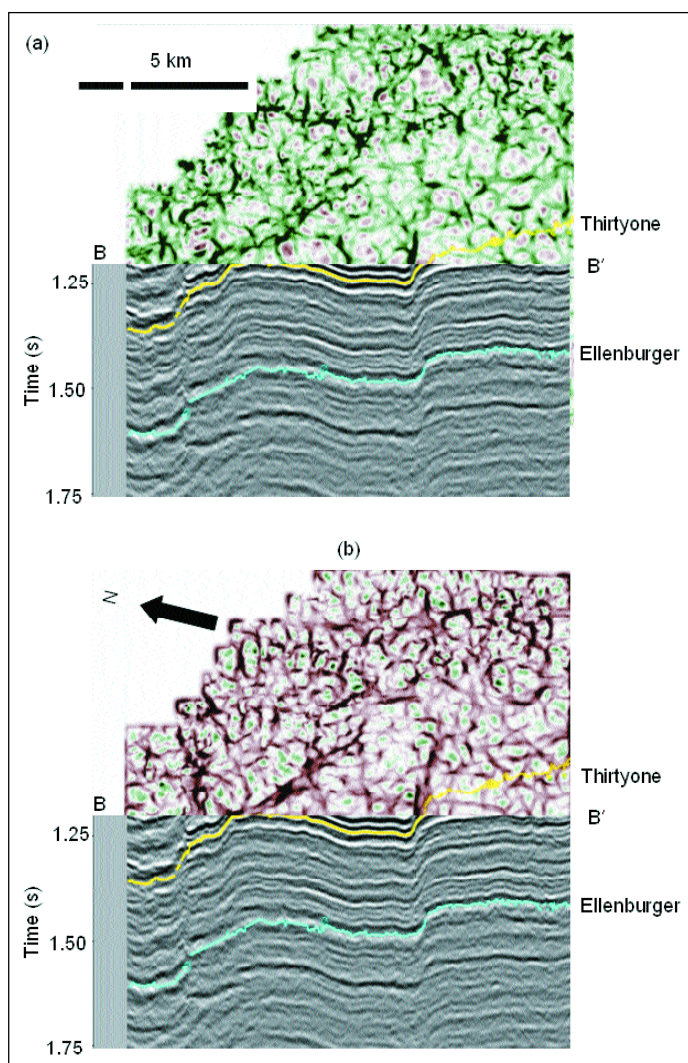 (a)
5 km
Thirtyone
B
B′
1.25
Ellenburger
Time (s)
1.50
1.75
(b)
N
Thirtyone
B
B′
1.25
Ellenburger
Time (s)
1.50
1.75